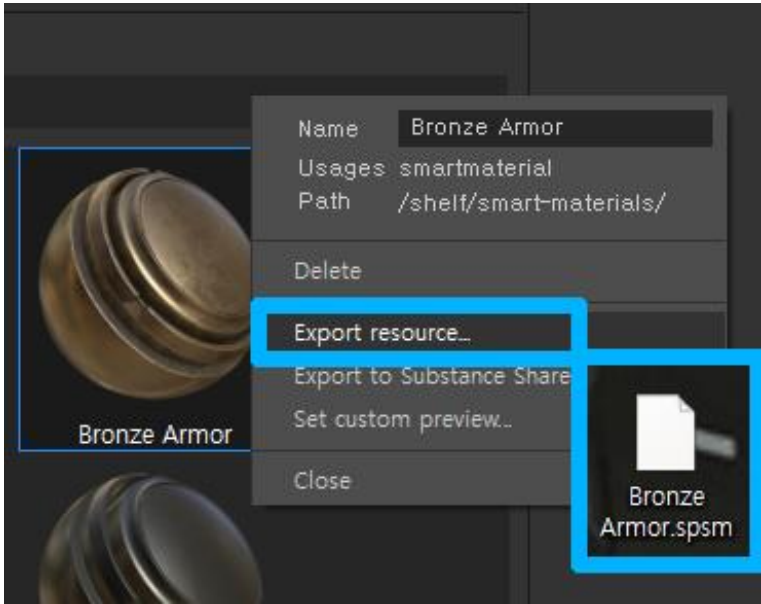 Name Bronze Armor
Usages smartmaterial
Path /shelf/smart-materials/
Delete
Export resource...
Export to Substance Share
Set custom preview...
Close
Bronze Armor
Bronze
Armor.spsm